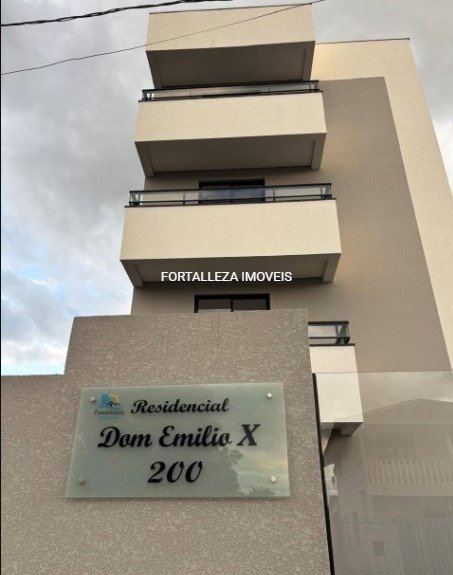 FORTALLEZA IMOVEIS
Residencial
Dom Emilio X
200